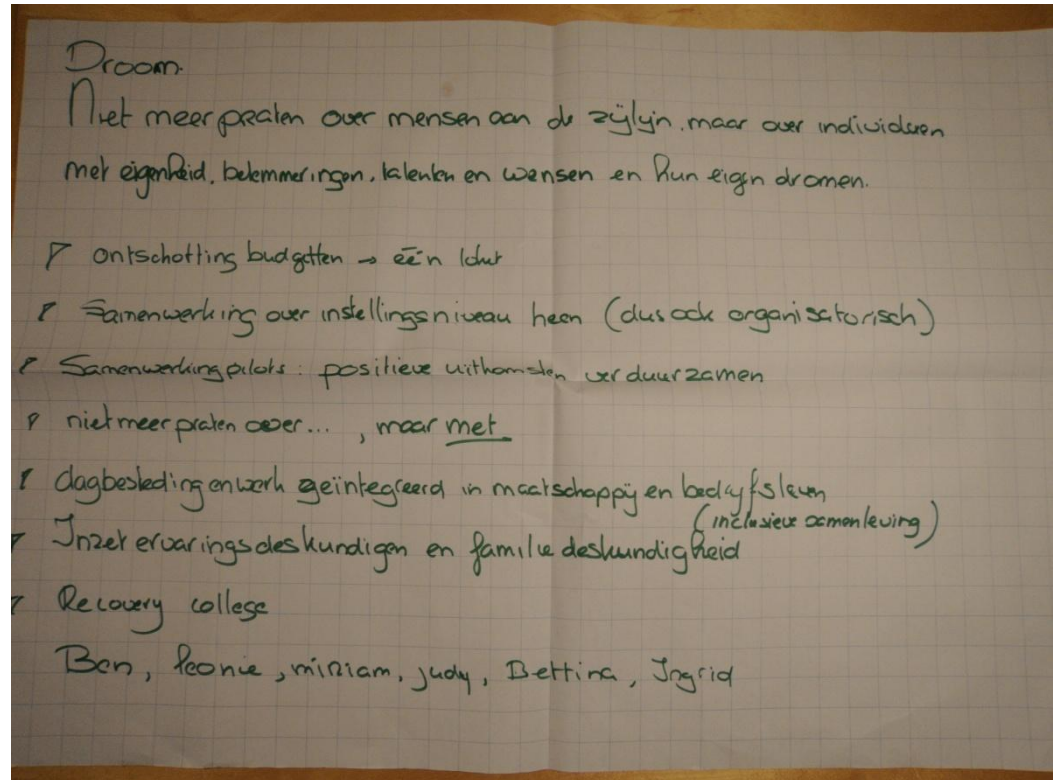 Droom.
Niet meer praten over mensen aan de zijlijn. maar over individuen
met eigenheid, belemmeringen, talenten en wensen en hun eigen dromen.
ontschotting budgetten → één
Samenwerking over instellingsniveau heen (dus ook organisatorisch)
Samenwerking pilots: positieve uitkomsten verduurzamen
niet meer praten over..., maar met
dagbesteding en werk geïntegreerd in maatschappij en bedrijfsleven
(inclusieve samenleving)
Inzet ervaringsdeskundigen en familie deskundigheid
Recovery college
Ben, Leonie, miriam, judy, Bettina, Ingrid